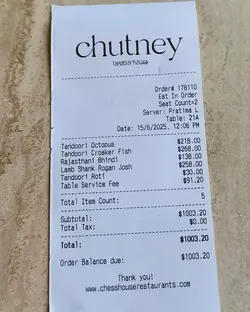 chutney
Order# 178110
Eat In Order
Seat Count=2
Server: Pratima L
Table: 21A
Date: 15/6/2025, 12:06 PM
Tandoori Octopus $218.00
Tandoori Croaker Fish $268.00
Rajasthani Bhindi $138.00
Lamb Shank Rogan Josh $258.00
Tandoori Roti $30.00
Table Service Fee $91.20
Total Item Count: 5
Subtotal: $1003.20
Total Tax: $0.00
Total: $1003.20
Order Balance due: $1003.20
Thank you!
www.chesshouserestaurants.com